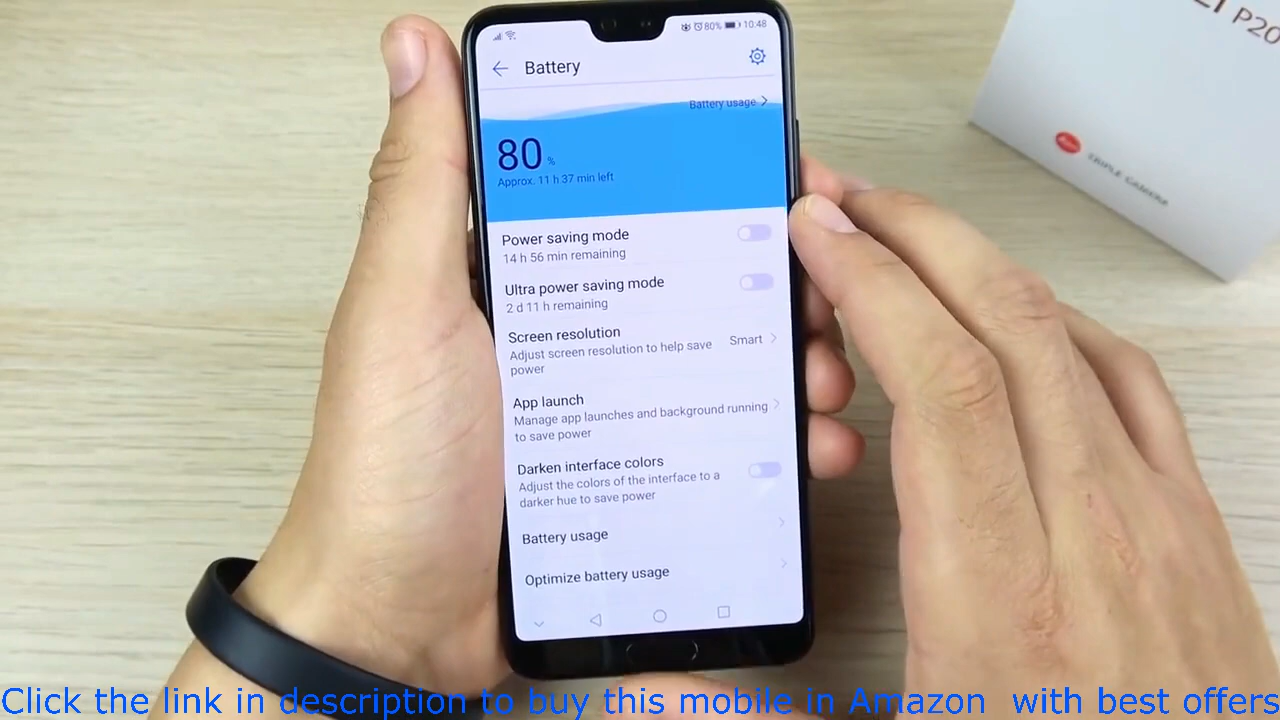 80% 10:48
Battery
Battery usage
80 %
Approx. 11 h 37 min left
Power saving mode
14 h 56 min remaining
Ultra power saving mode
2 d 11 h remaining
Screen resolution
Adjust screen resolution to help save
power
Smart
App launch
Manage app launches and background running
to save power
Darken interface colors
Adjust the colors of the interface to a
darker hue to save power
Battery usage
Optimize battery usage
P20
TRIPLE CAMERA
Click the link in description to buy this mobile in Amazon with best offers